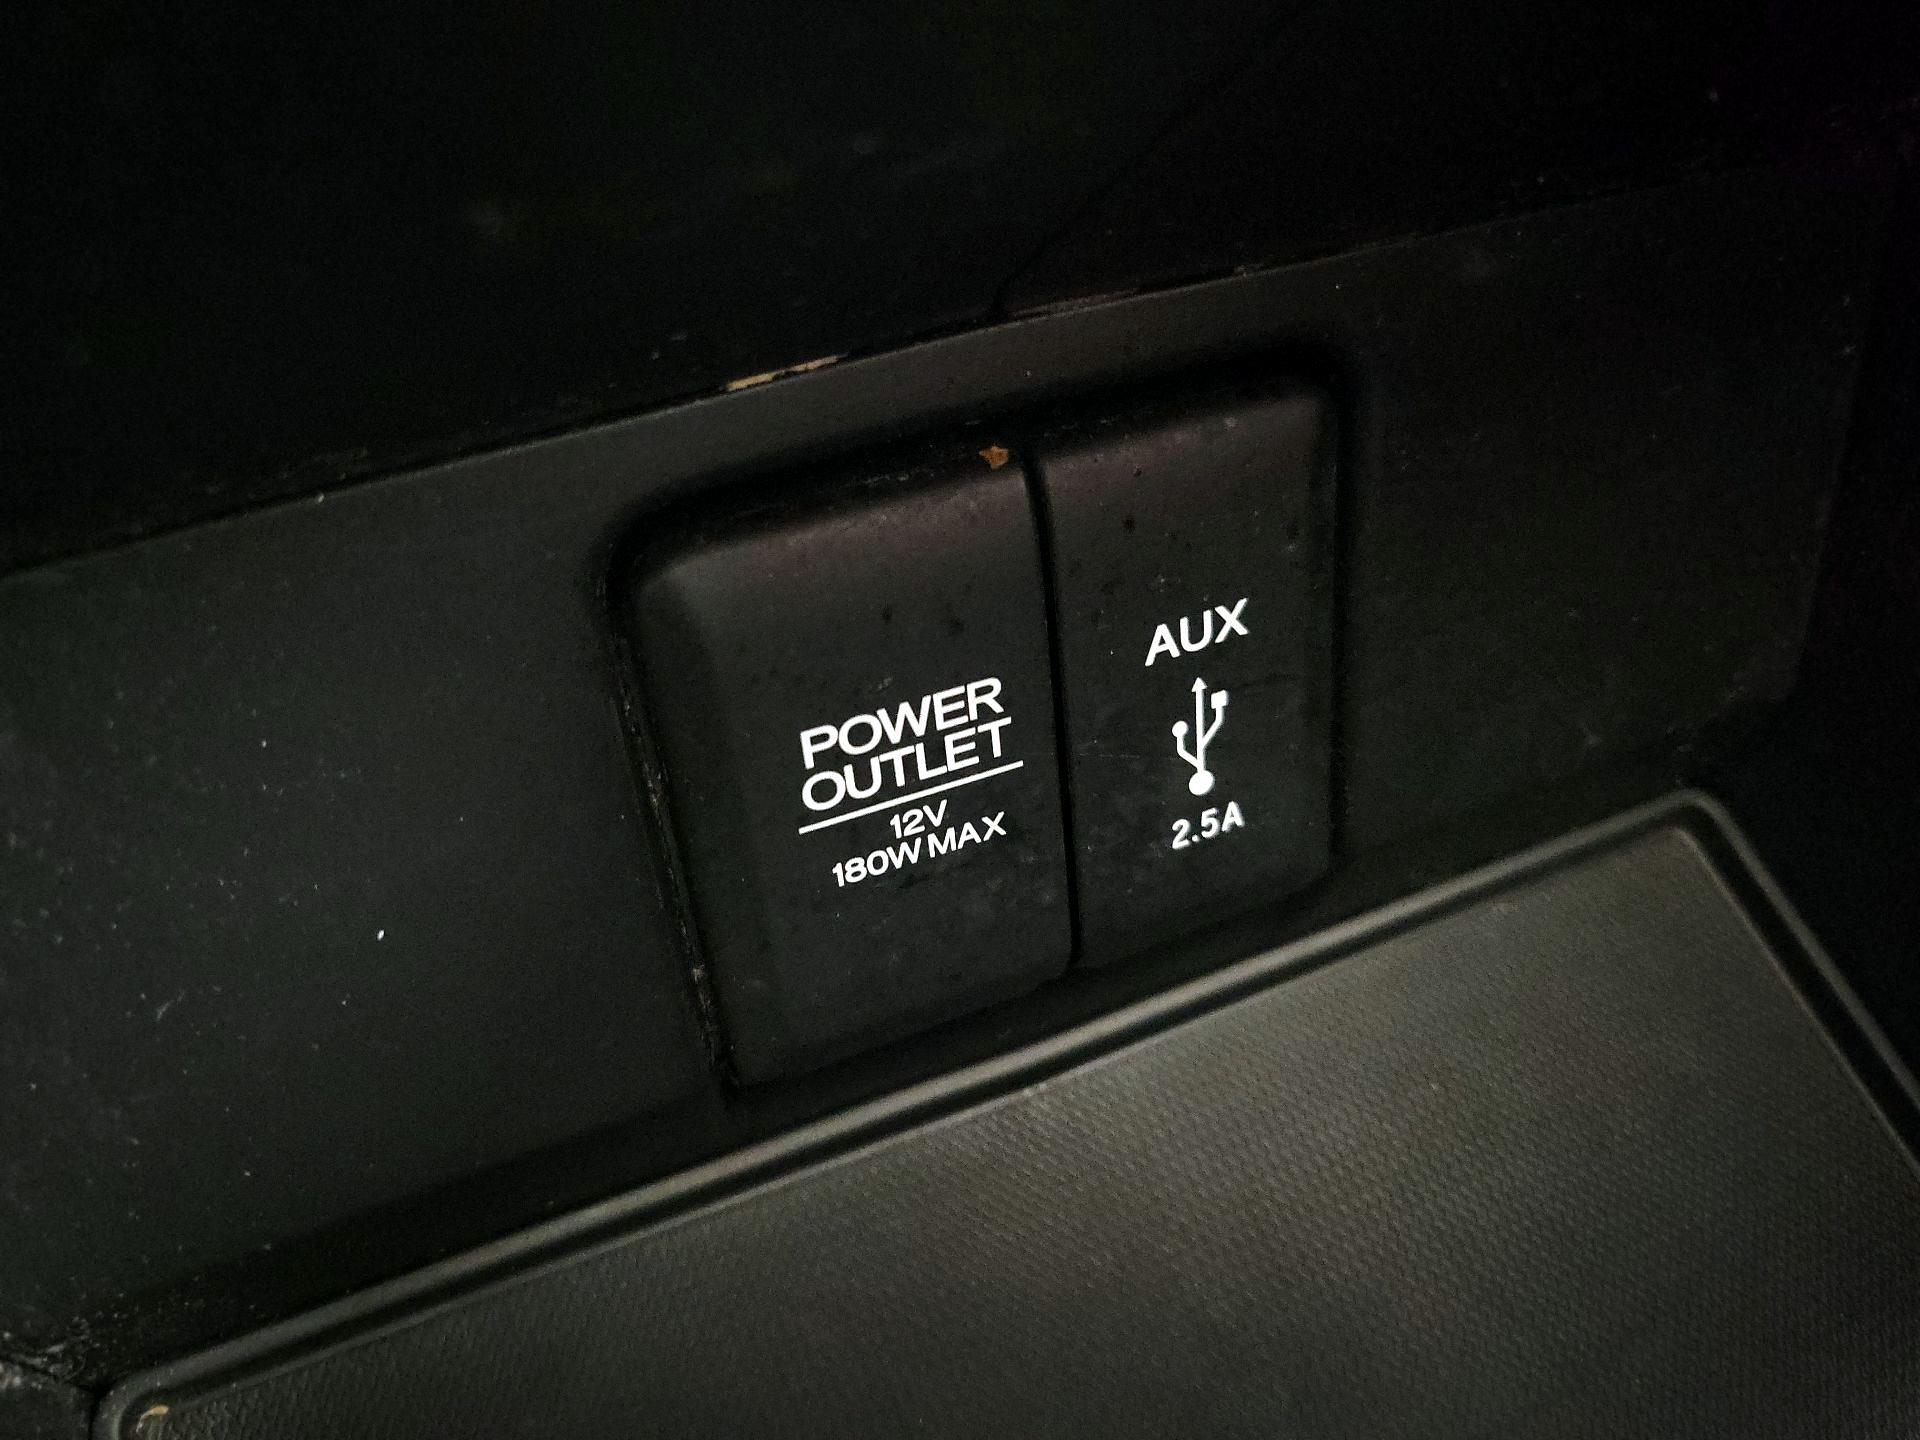 POWER
OUTLET
12V
180W MAX
AUX
2.5A